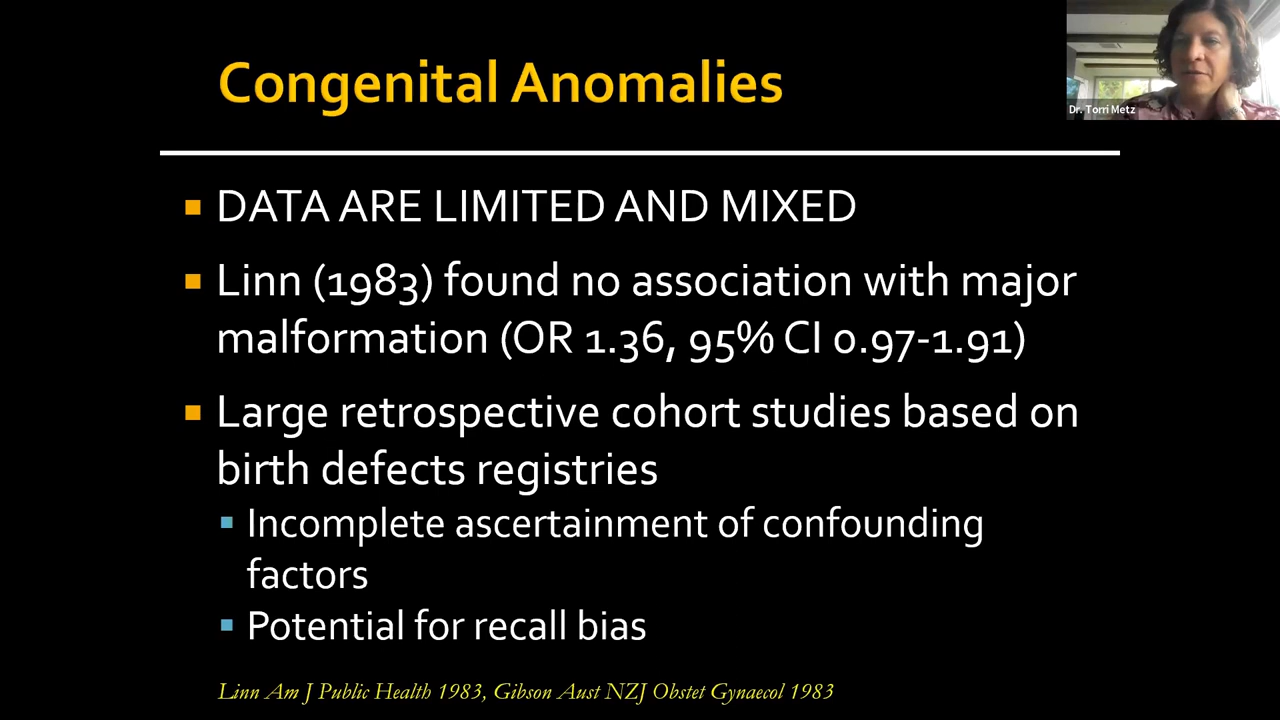 Congenital Anomalies
Dr. Torri Metz
DATA ARE LIMITED AND MIXED
Linn (1983) found no association with major
malformation (OR 1.36, 95% CI 0.97-1.91)
Large retrospective cohort studies based on
birth defects registries
Incomplete ascertainment of confounding
factors
Potential for recall bias
Linn Am J Public Health 1983, Gibson Aust NZJ Obstet Gynaecol 1983